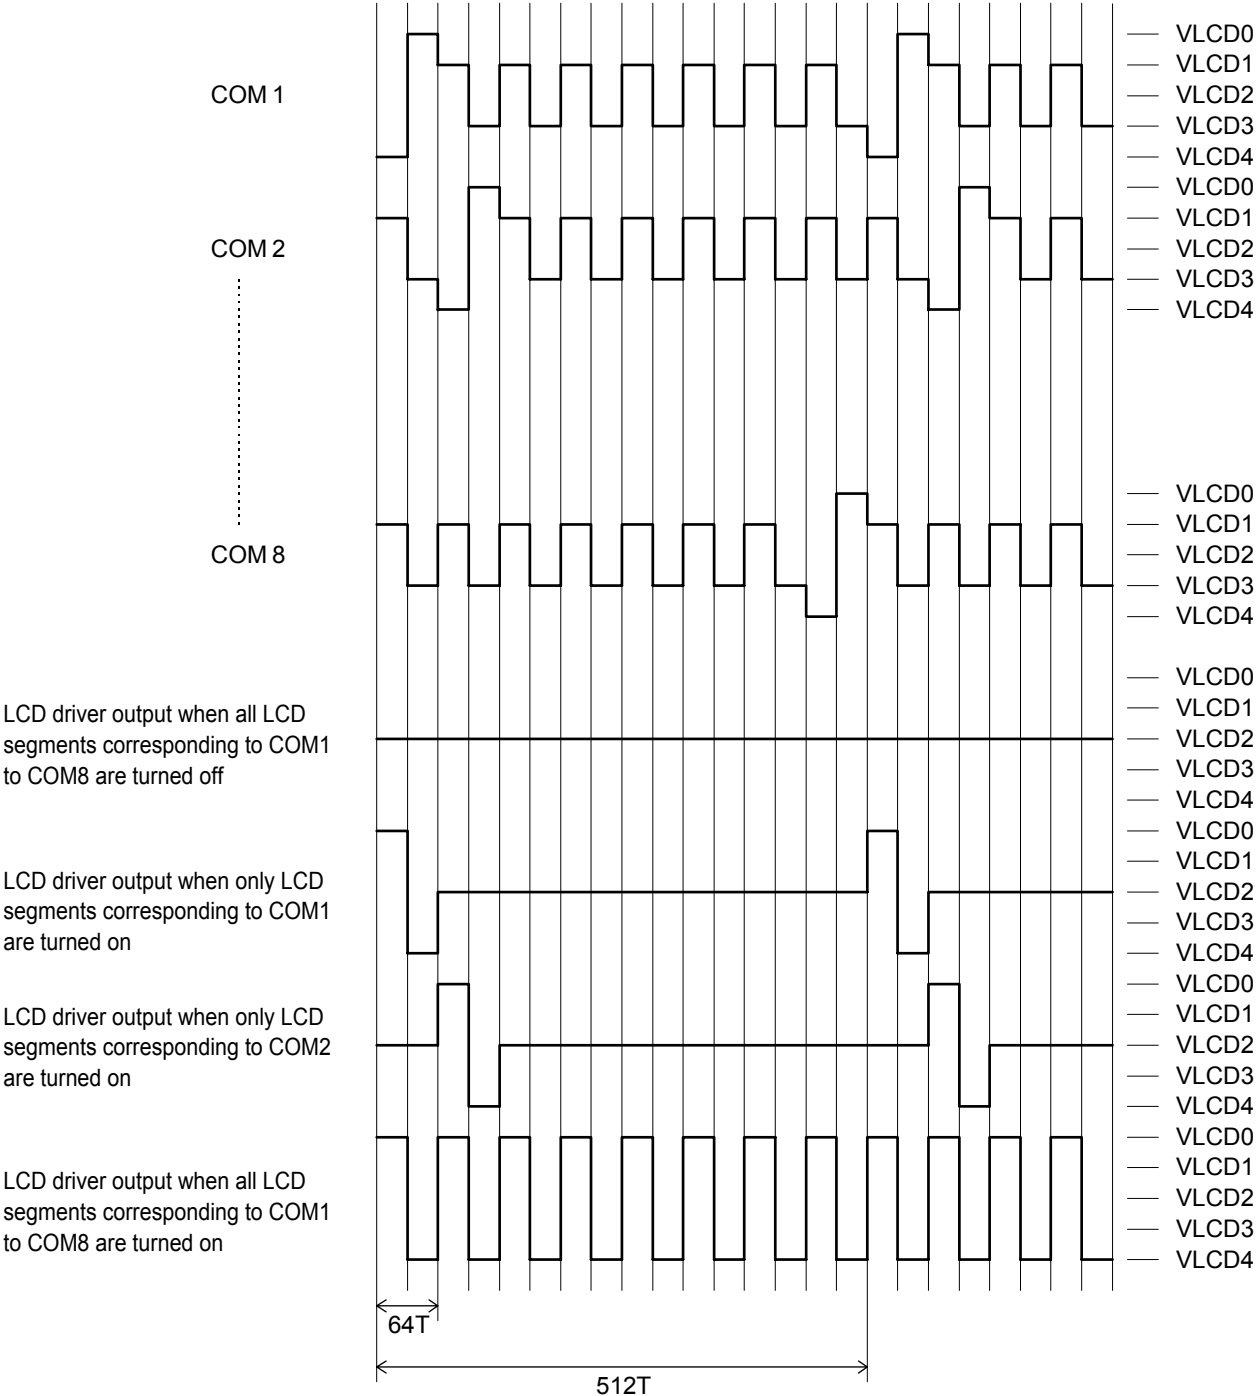 VLCD0
VLCD1
COM 1
VLCD2
VLCD3
VLCD4
VLCD0
VLCD1
COM 2
VLCD2
VLCD3
VLCD4
VLCD0
VLCD1
COM 8
VLCD2
VLCD3
VLCD4
VLCD0
VLCD1
VLCD2
VLCD3
VLCD4
LCD driver output when all LCD
segments corresponding to COM1
to COM8 are turned off
VLCD0
VLCD1
VLCD2
VLCD3
VLCD4
LCD driver output when only LCD
segments corresponding to COM1
are turned on
VLCD0
VLCD1
VLCD2
VLCD3
VLCD4
LCD driver output when only LCD
segments corresponding to COM2
are turned on
VLCD0
VLCD1
VLCD2
VLCD3
VLCD4
LCD driver output when all LCD
segments corresponding to COM1
to COM8 are turned on
64T
512T